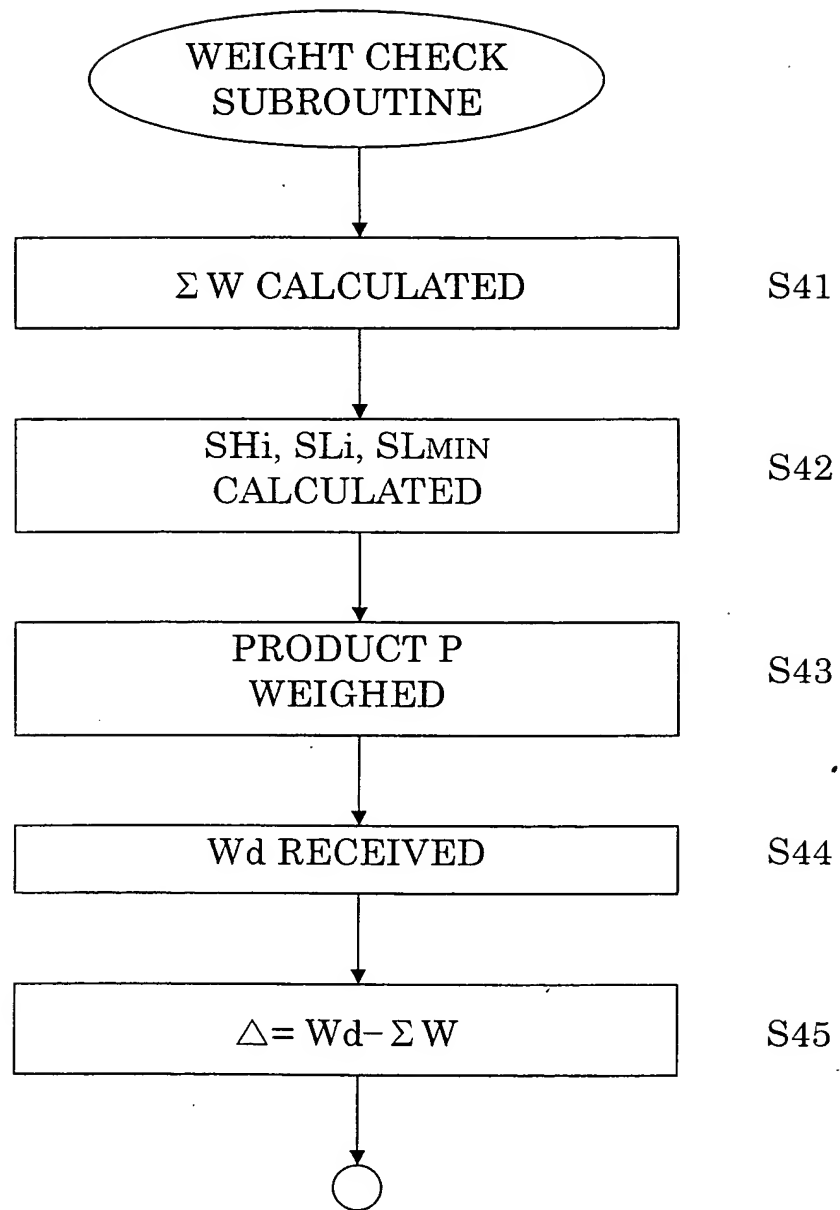 WEIGHT CHECK
SUBROUTINE
Σ W CALCULATED
S41
SHi, SLi, SLMIN
CALCULATED
S42
PRODUCT P
WEIGHED
S43
Wd RECEIVED
S44
△= Wd– Σ W
S45